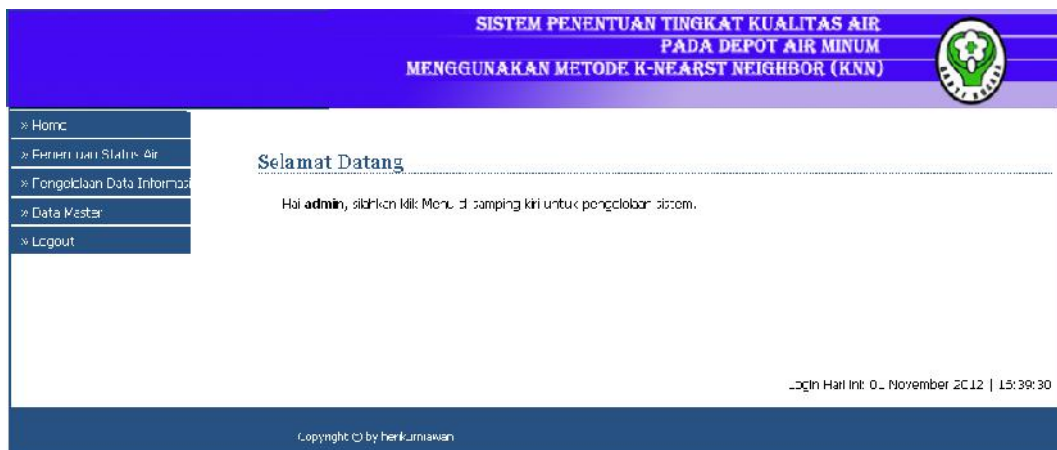 SISTEM PENENTUAN TINGKAT KUALITAS AIR
PADA DEPOT AIR MINUM
MENGGUNAKAN METODE K-NEARST NEIGHBOR (KNN)
» Home
» Penentuan Status Air
» Pengelolaan Data Informasi
» Data Master
» Logout
Selamat Datang
Hai admin, silahkan klik Menu di samping kiri untuk pengelolaan sistem.
Login Hari ini: November 2012 | 15:39:30
Copyright © by herikurniawan